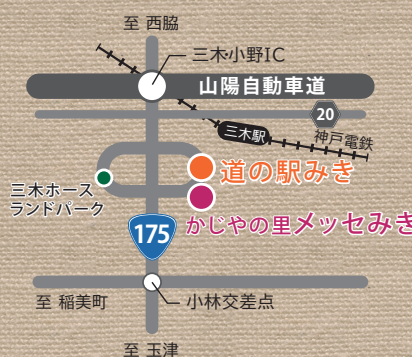 至 西脇
三木小野IC
山陽自動車道
20
三木駅
神戸電鉄
道の駅みき
三木ホース
ランドパーク
かじやの里メッセみき
175
至 稲美町
小林交差点
至 玉津